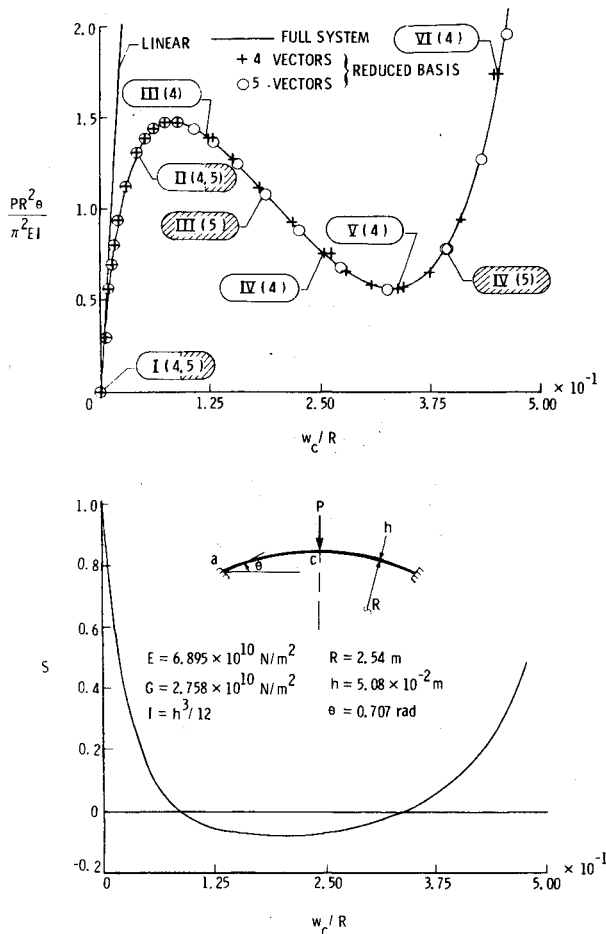 2.0
LINEAR
FULL SYSTEM
+ 4 VECTORS
○ 5 VECTORS
} REDUCED BASIS
VI (4)
III (4)
1.5
II (4,5)
PR²θ
π²EI
1.0
III (5)
V (4)
IV (4)
IV (5)
0.5
I (4,5)
0
1.25
2.50
3.75
5.00
× 10⁻¹
w_c/R
1.0
P
h
0.8
a
θ
c
R
0.6
E = 6.895 × 10¹⁰ N/m²
R = 2.54 m
S
G = 2.758 × 10¹⁰ N/m²
h = 5.08 × 10⁻² m
0.4
I = h³/12
θ = 0.707 rad
0.2
0
-0.2
0
1.25
2.50
3.75
5.00
× 10⁻¹
w_c/R